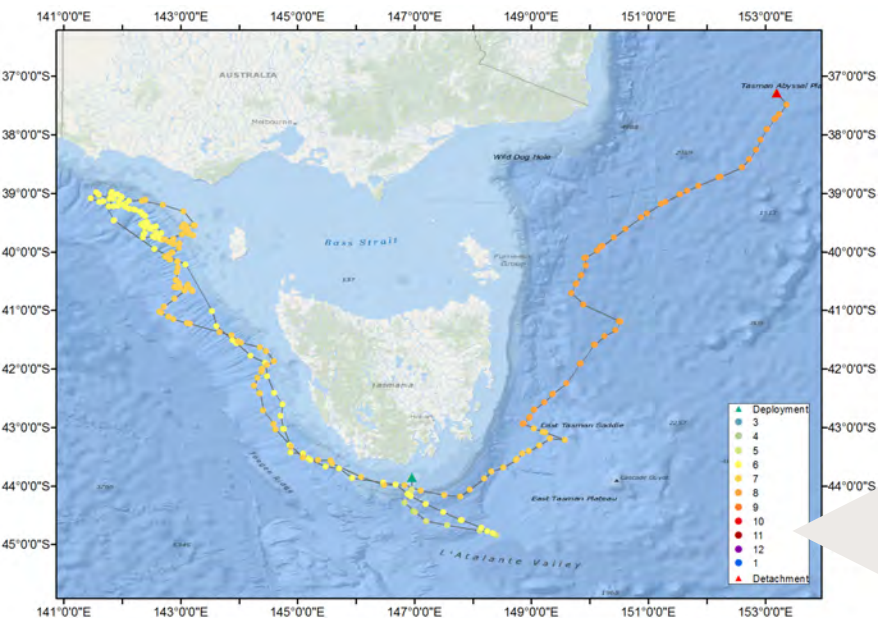 141°0'0"E 143°0'0"E 145°0'0"E 147°0'0"E 149°0'0"E 151°0'0"E 153°0'0"E
37°0'0"S 37°0'0"S
AUSTRALIA
Tasman Abyssal Pla
Melbourne
38°0'0"S 38°0'0"S
Wild Dog Hole
39°0'0"S 39°0'0"S
Bass Strait
40°0'0"S 40°0'0"S
Furneaux
Group
41°0'0"S 41°0'0"S
42°0'0"S 42°0'0"S
Tasmania
43°0'0"S 43°0'0"S
East Tasman Saddle
44°0'0"S 44°0'0"S
East Tasman Plateau
45°0'0"S 45°0'0"S
L'Atalante Valley
Deployment
3
4
5
6
7
8
9
10
11
12
1
Detachment
141°0'0"E 143°0'0"E 145°0'0"E 147°0'0"E 149°0'0"E 151°0'0"E 153°0'0"E